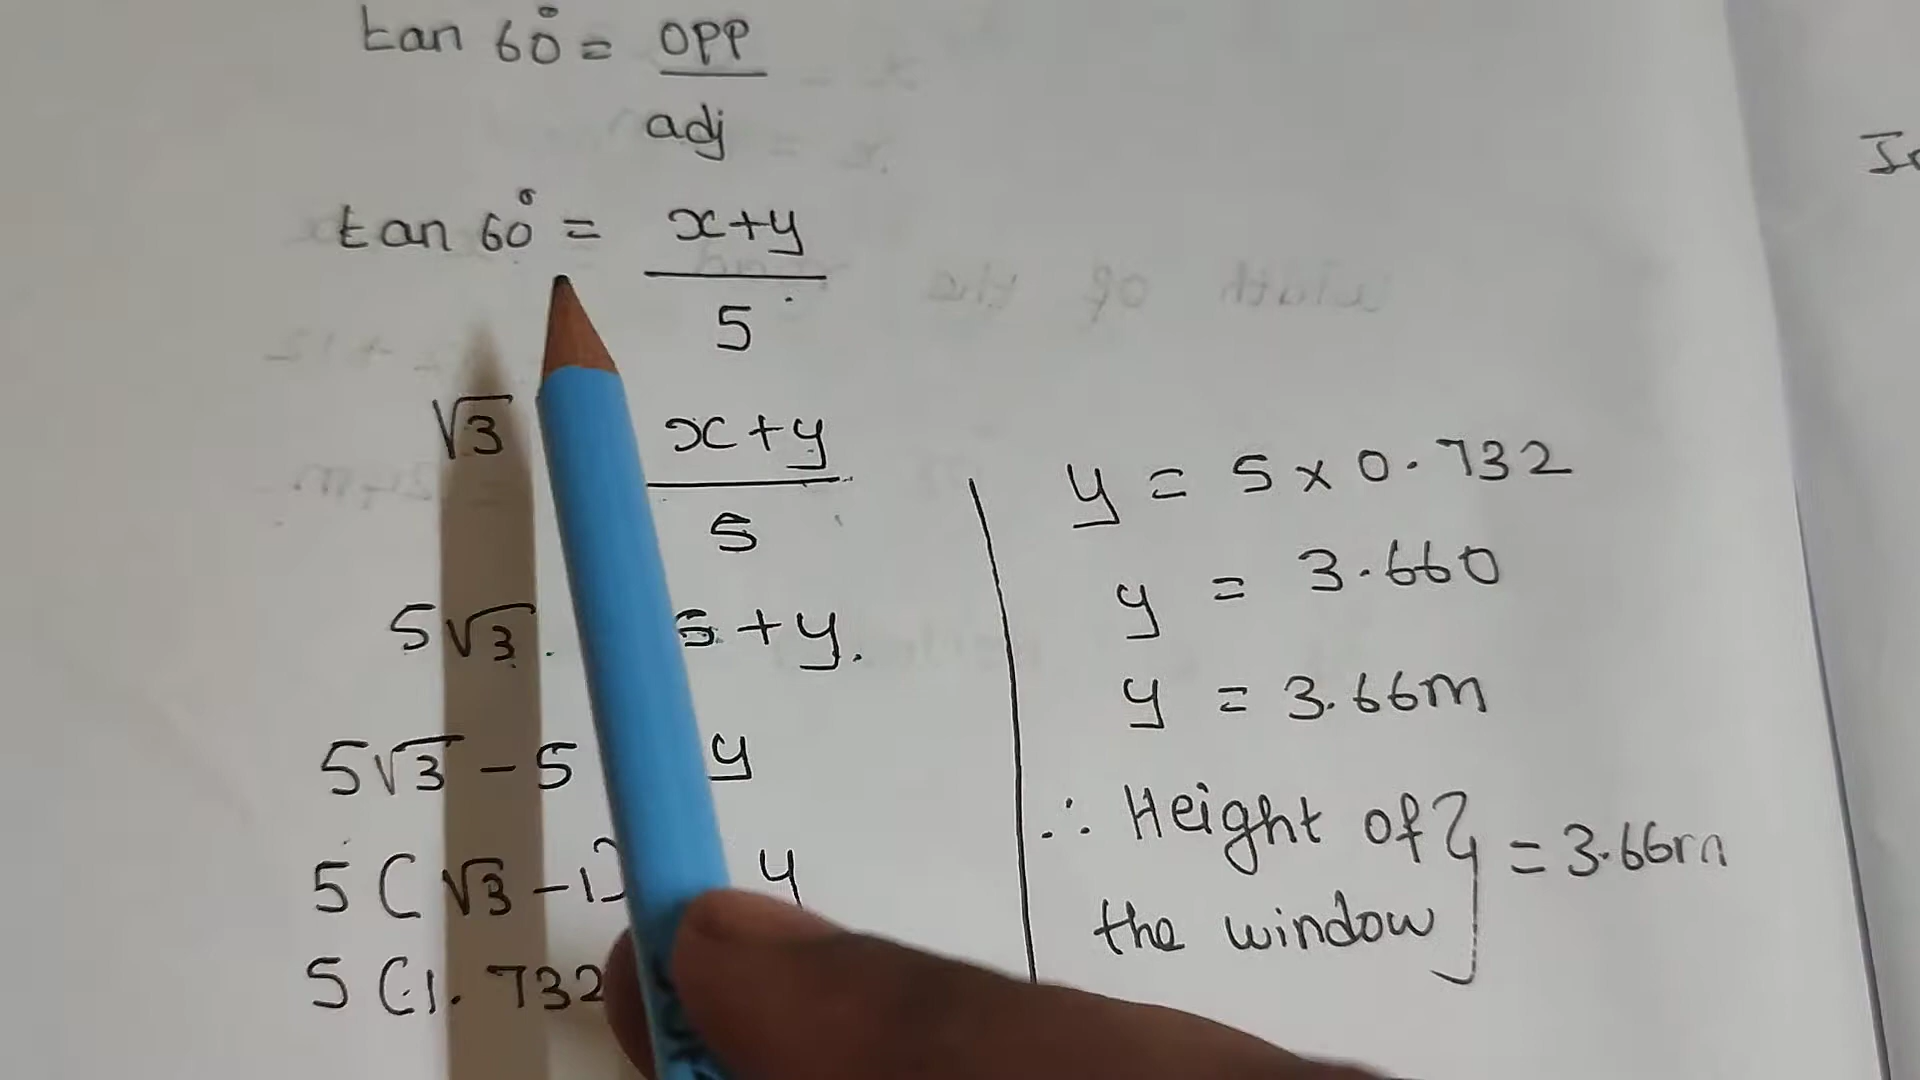 tan 60° = opp
adj
tan 60° = x+y
5
√3 x+y
5
5√3 5+y.
5√3 - 5 y
5(√3 -1) y
5(1.732
y = 5 × 0.732
y = 3.660
y = 3.66m
∴ Height of } = 3.66m
the window